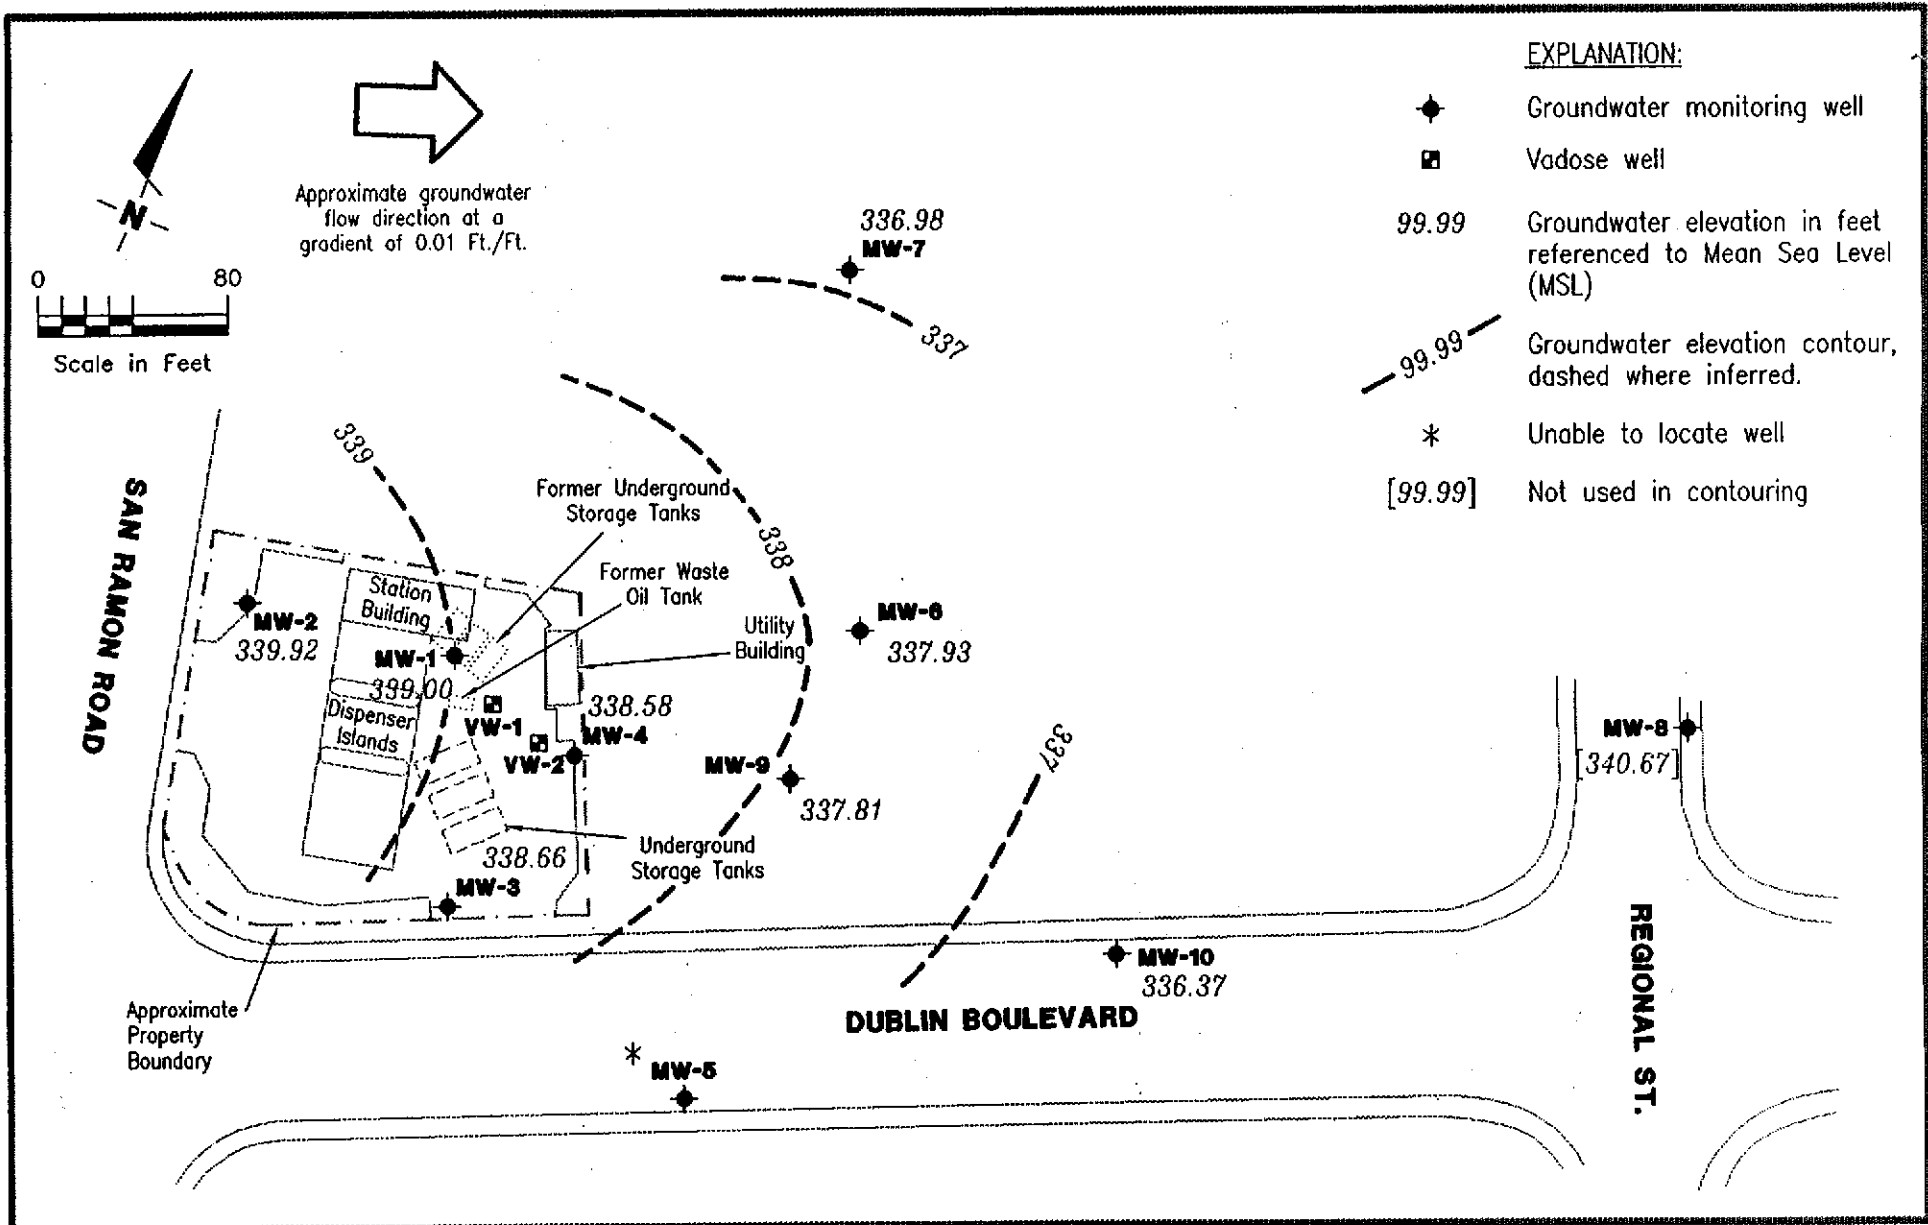 EXPLANATION:
Groundwater monitoring well
Vadose well
99.99
Groundwater elevation in feet
referenced to Mean Sea Level
(MSL)
99.99
Groundwater elevation contour,
dashed where inferred.
*
Unable to locate well
[99.99]
Not used in contouring
N
Approximate groundwater
flow direction at a
gradient of 0.01 Ft./Ft.
0
80
Scale in Feet
336.98
MW-7
337
339
338
337
Former Underground
Storage Tanks
Former Waste
Oil Tank
Utility
Building
Station
Building
MW-2
339.92
MW-1
339.00
Dispenser
Islands
VW-1
VW-2
338.58
MW-4
MW-6
337.93
MW-9
337.81
MW-8
[340.67]
338.66
MW-3
Underground
Storage Tanks
MW-10
336.37
Approximate
Property
Boundary
*
MW-5
SAN RAMON ROAD
DUBLIN BOULEVARD
REGIONAL ST.